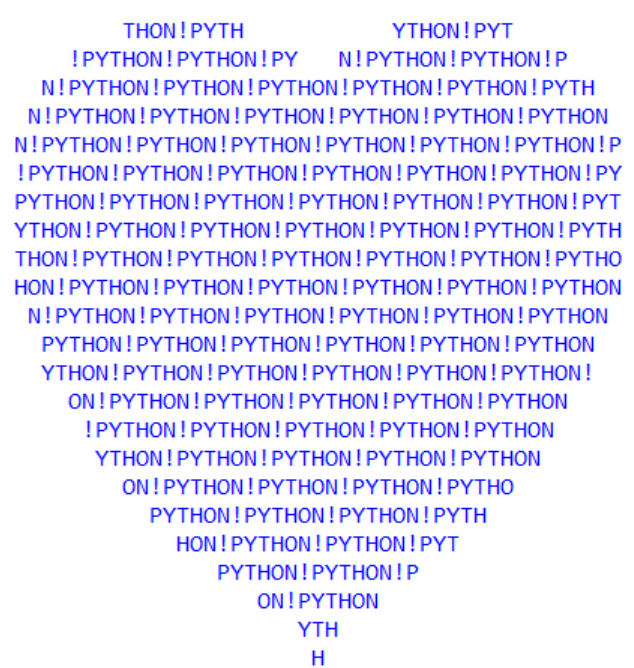 THON!PYTH           YTHON!PYT
!PYTHON!PYTHON!PY   N!PYTHON!PYTHON!P
N!PYTHON!PYTHON!PYTHON!PYTHON!PYTHON!PYTH
N!PYTHON!PYTHON!PYTHON!PYTHON!PYTHON!PYTHON
N!PYTHON!PYTHON!PYTHON!PYTHON!PYTHON!PYTHON!P
!PYTHON!PYTHON!PYTHON!PYTHON!PYTHON!PYTHON!PY
PYTHON!PYTHON!PYTHON!PYTHON!PYTHON!PYTHON!PYT
YTHON!PYTHON!PYTHON!PYTHON!PYTHON!PYTHON!PYTH
THON!PYTHON!PYTHON!PYTHON!PYTHON!PYTHON!PYTHO
HON!PYTHON!PYTHON!PYTHON!PYTHON!PYTHON!PYTHON
N!PYTHON!PYTHON!PYTHON!PYTHON!PYTHON!PYTHON
PYTHON!PYTHON!PYTHON!PYTHON!PYTHON!PYTHON
YTHON!PYTHON!PYTHON!PYTHON!PYTHON!PYTHON!
ON!PYTHON!PYTHON!PYTHON!PYTHON!PYTHON
!PYTHON!PYTHON!PYTHON!PYTHON!PYTHON
YTHON!PYTHON!PYTHON!PYTHON!PYTHON
ON!PYTHON!PYTHON!PYTHON!PYTHO
PYTHON!PYTHON!PYTHON!PYTH
HON!PYTHON!PYTHON!PYT
PYTHON!PYTHON!P
ON!PYTHON
YTH
H